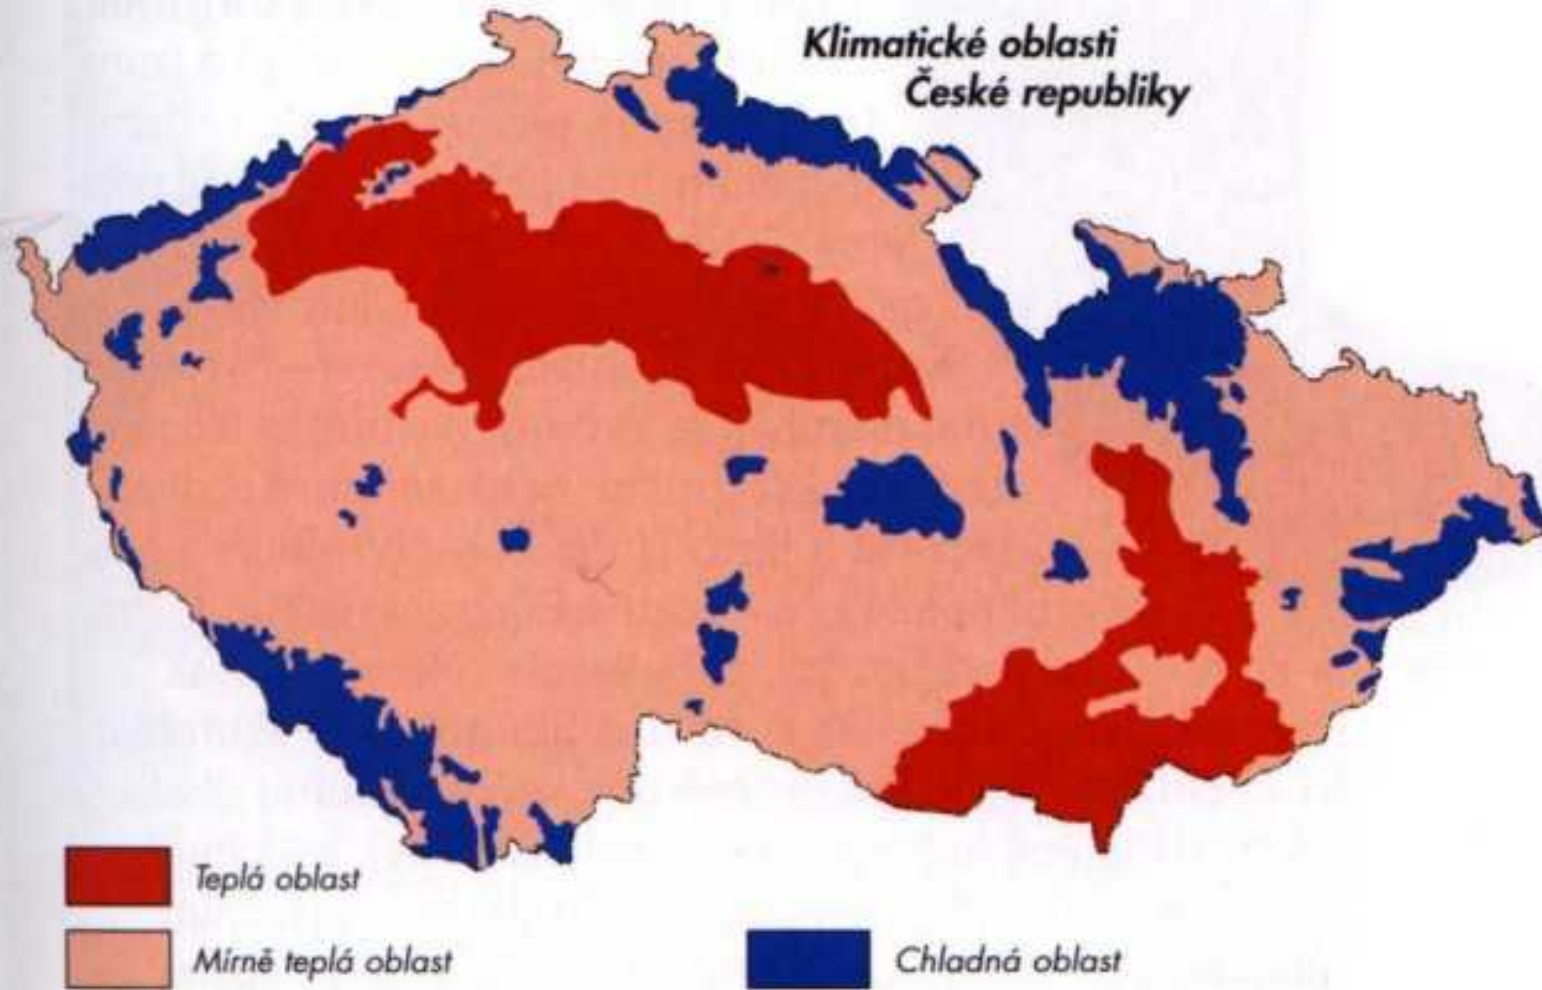 Klimatické oblasti
České republiky
Teplá oblast
Mírně teplá oblast
Chladná oblast